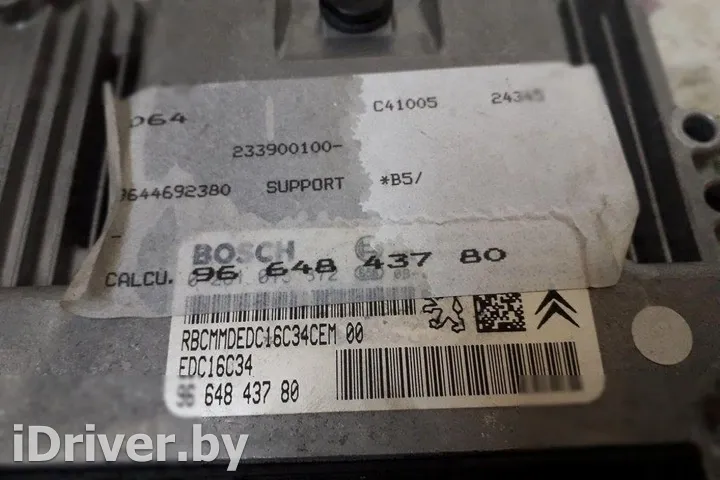 C41005 24345
D64
233900100-
9644692380 SUPPORT *B5/
-
BOSCH
CALCU. 96 648 437 80
RBCMMDEDC16C34CEM 00
EDC16C34
96 648 437 80
iDriver.by